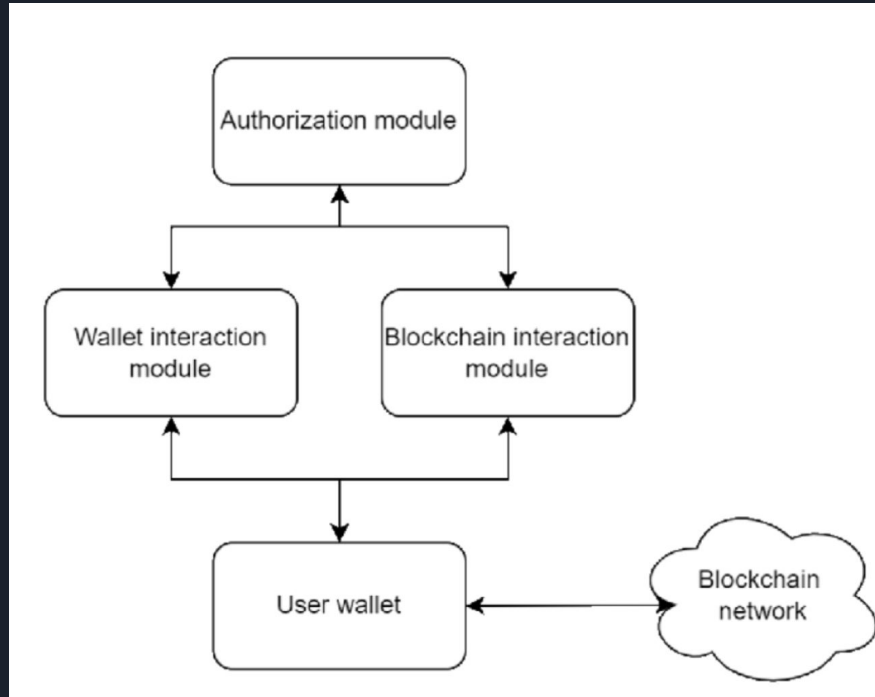 Authorization module
Wallet interaction
module
Blockchain interaction
module
User wallet
Blockchain
network